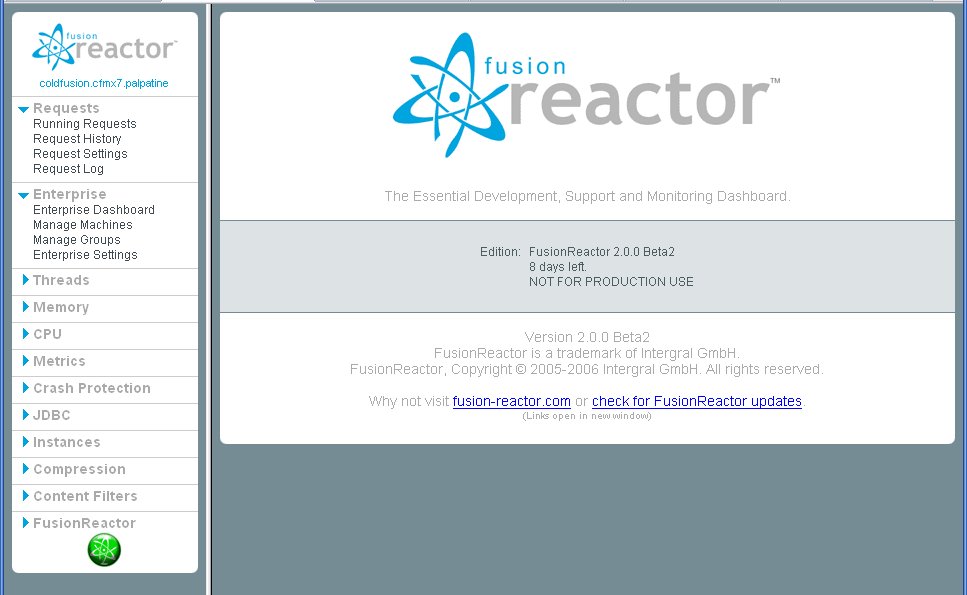 fusion
reactor
coldfusion.cfmx7.palpatine
Requests
Running Requests
Request History
Request Settings
Request Log
Enterprise
Enterprise Dashboard
Manage Machines
Manage Groups
Enterprise Settings
Threads
Memory
CPU
Metrics
Crash Protection
JDBC
Instances
Compression
Content Filters
FusionReactor
fusion
reactor™
The Essential Development, Support and Monitoring Dashboard.
Edition: FusionReactor 2.0.0 Beta2
8 days left.
NOT FOR PRODUCTION USE
Version 2.0.0 Beta2
FusionReactor is a trademark of Intergral GmbH.
FusionReactor, Copyright © 2005-2006 Intergral GmbH. All rights reserved.
Why not visit fusion-reactor.com or check for FusionReactor updates
(Links open in new window)